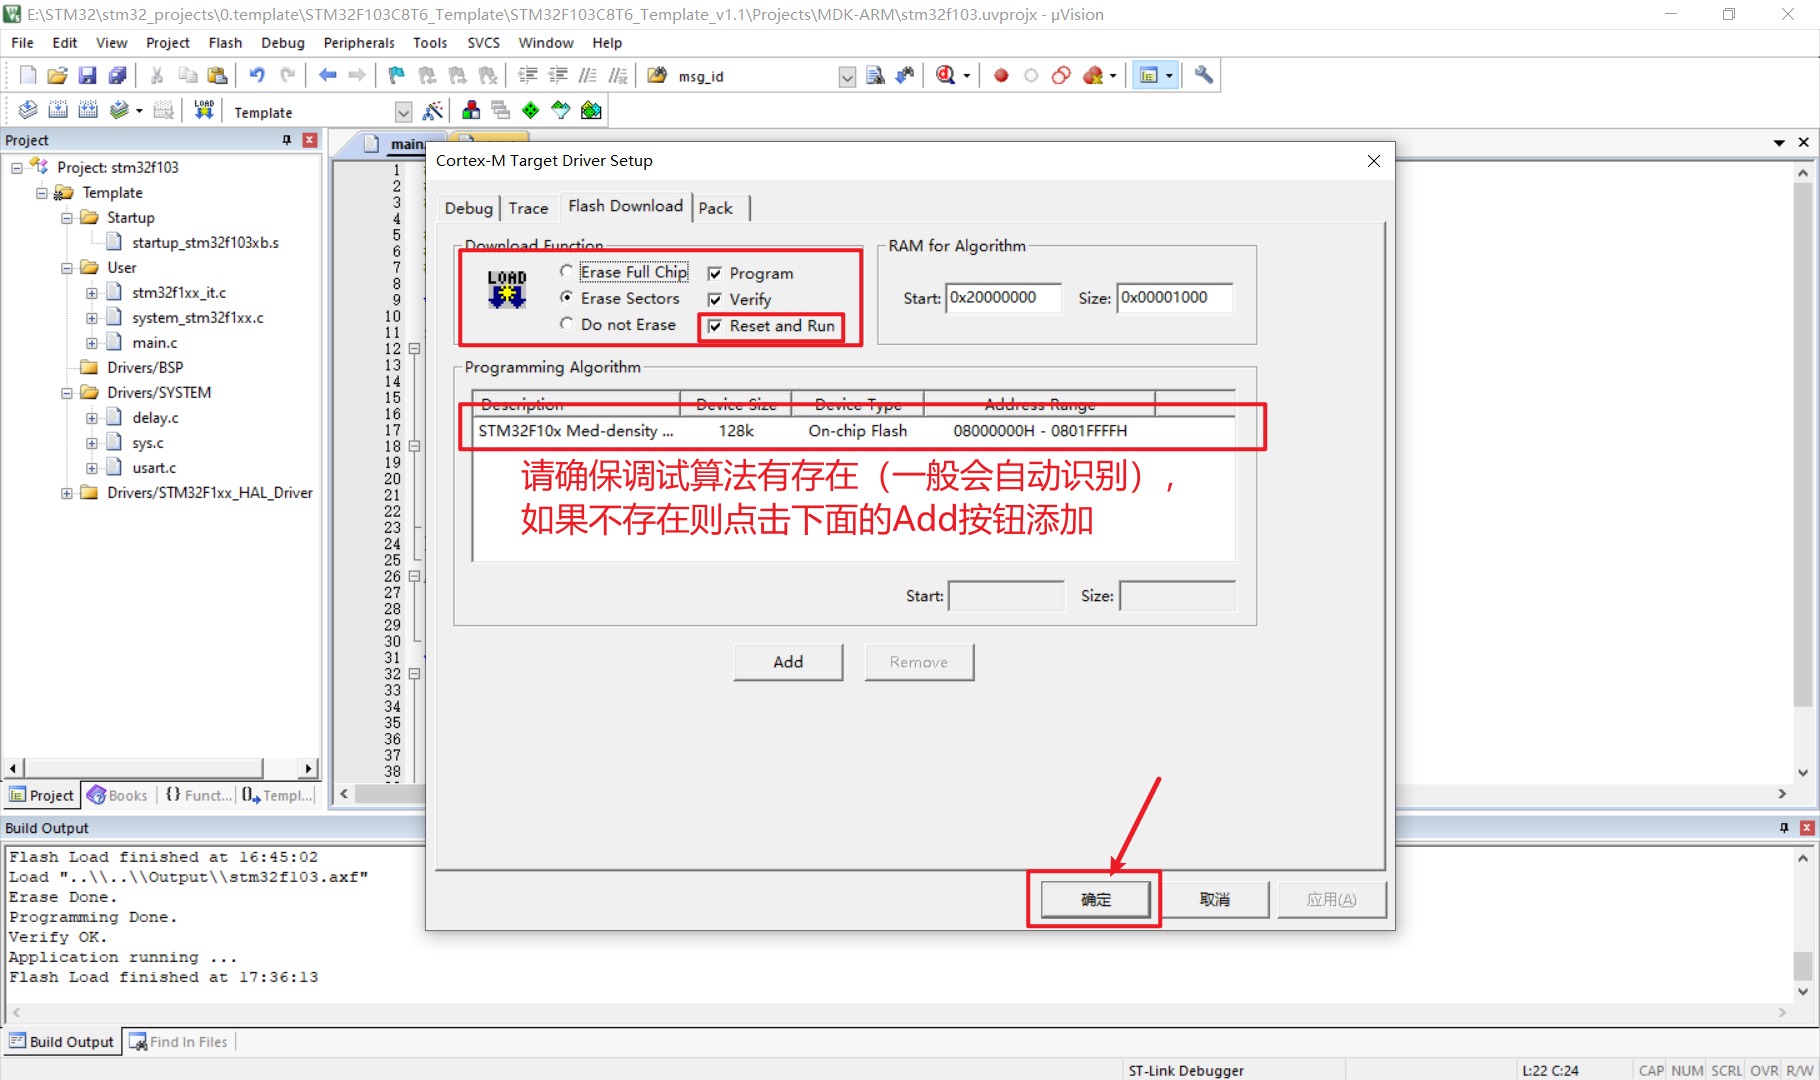 E:\STM32\stm32_projects\0.template\STM32F103C8T6_Template\STM32F103C8T6_Template_v1.1\Projects\MDK-ARM\stm32f103.uvprojx - µVision
File Edit View Project Flash Debug Peripherals Tools SVCS Window Help
msg_id
LOAD
Template
Project
Project: stm32f103
Template
Startup
startup_stm32f103xb.s
User
stm32f1xx_it.c
system_stm32f1xx.c
main.c
Drivers/BSP
Drivers/SYSTEM
delay.c
sys.c
usart.c
Drivers/STM32F1xx_HAL_Driver
Project Books {} Funct... Templ...
main.
1
2
3
4
5
6
7
8
9
10
11
12
13
14
15
16
17
18
19
20
21
22
23
24
25
26
27
28
29
30
31
32
33
34
35
36
37
38
Cortex-M Target Driver Setup
Debug Trace Flash Download Pack
Download Function
LOAD
Erase Full Chip
Program
Erase Sectors
Verify
Do not Erase
Reset and Run
RAM for Algorithm
Start: 0x20000000 Size: 0x00001000
Programming Algorithm
Description Device Size Device Type Address Range
STM32F10x Med-density ... 128k On-chip Flash 08000000H - 0801FFFFH
请确保调试算法有存在（一般会自动识别），
如果不存在则点击下面的Add按钮添加
Start: Size:
Add Remove
确定 取消 应用(A)
Build Output
Flash Load finished at 16:45:02
Load "..\\..\\Output\\stm32f103.axf"
Erase Done.
Programming Done.
Verify OK.
Application running ...
Flash Load finished at 17:36:13
Build Output Find In Files
ST-Link Debugger L:22 C:24 CAP NUM SCRL OVR R/W